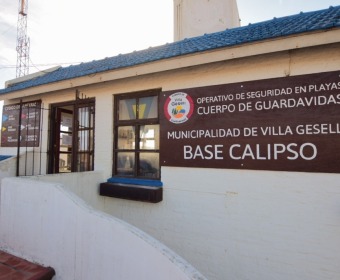 OPERATIVO DE SEGURIDAD EN PLAYAS
CUERPO DE GUARDAVIDAS
MUNICIPALIDAD DE VILLA GESELL
BASE CALIPSO